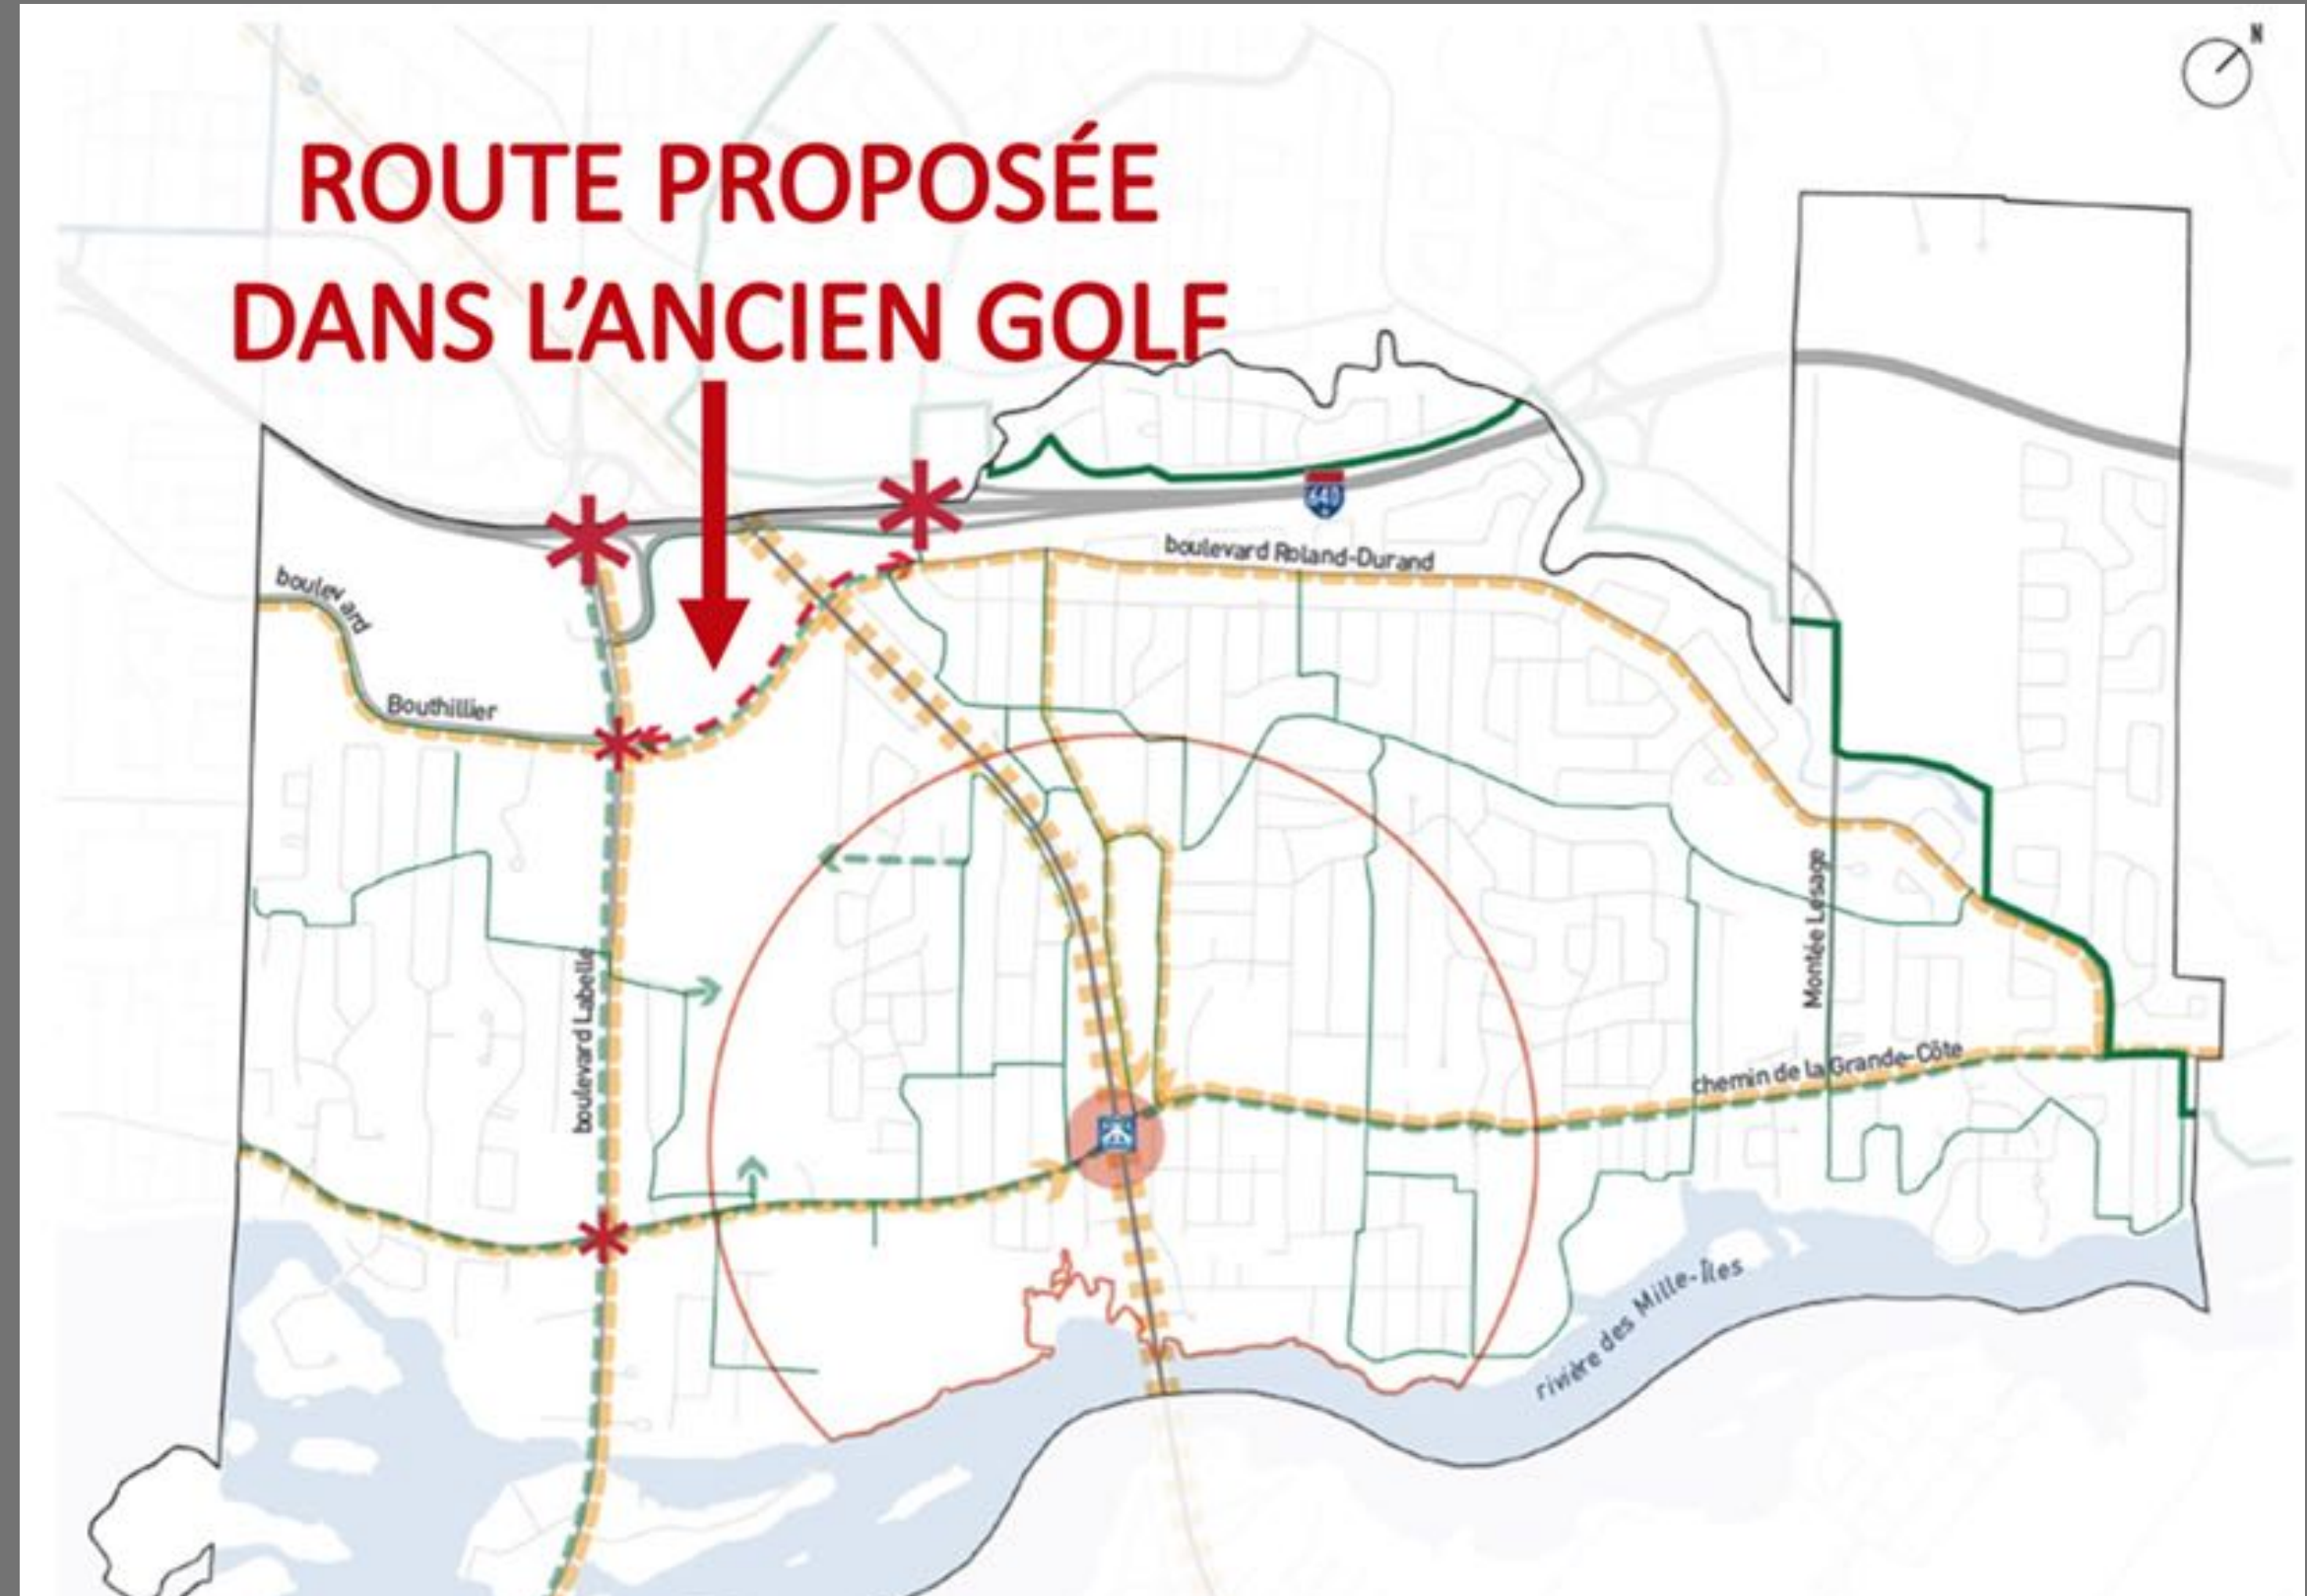 N
ROUTE PROPOSÉE
DANS L’ANCIEN GOLF
640
boulevard Roland-Durand
boulevard
Bouthillier
boulevard Labelle
Montée Lesage
chemin de la Grande-Côte
rivière des Mille-Îles